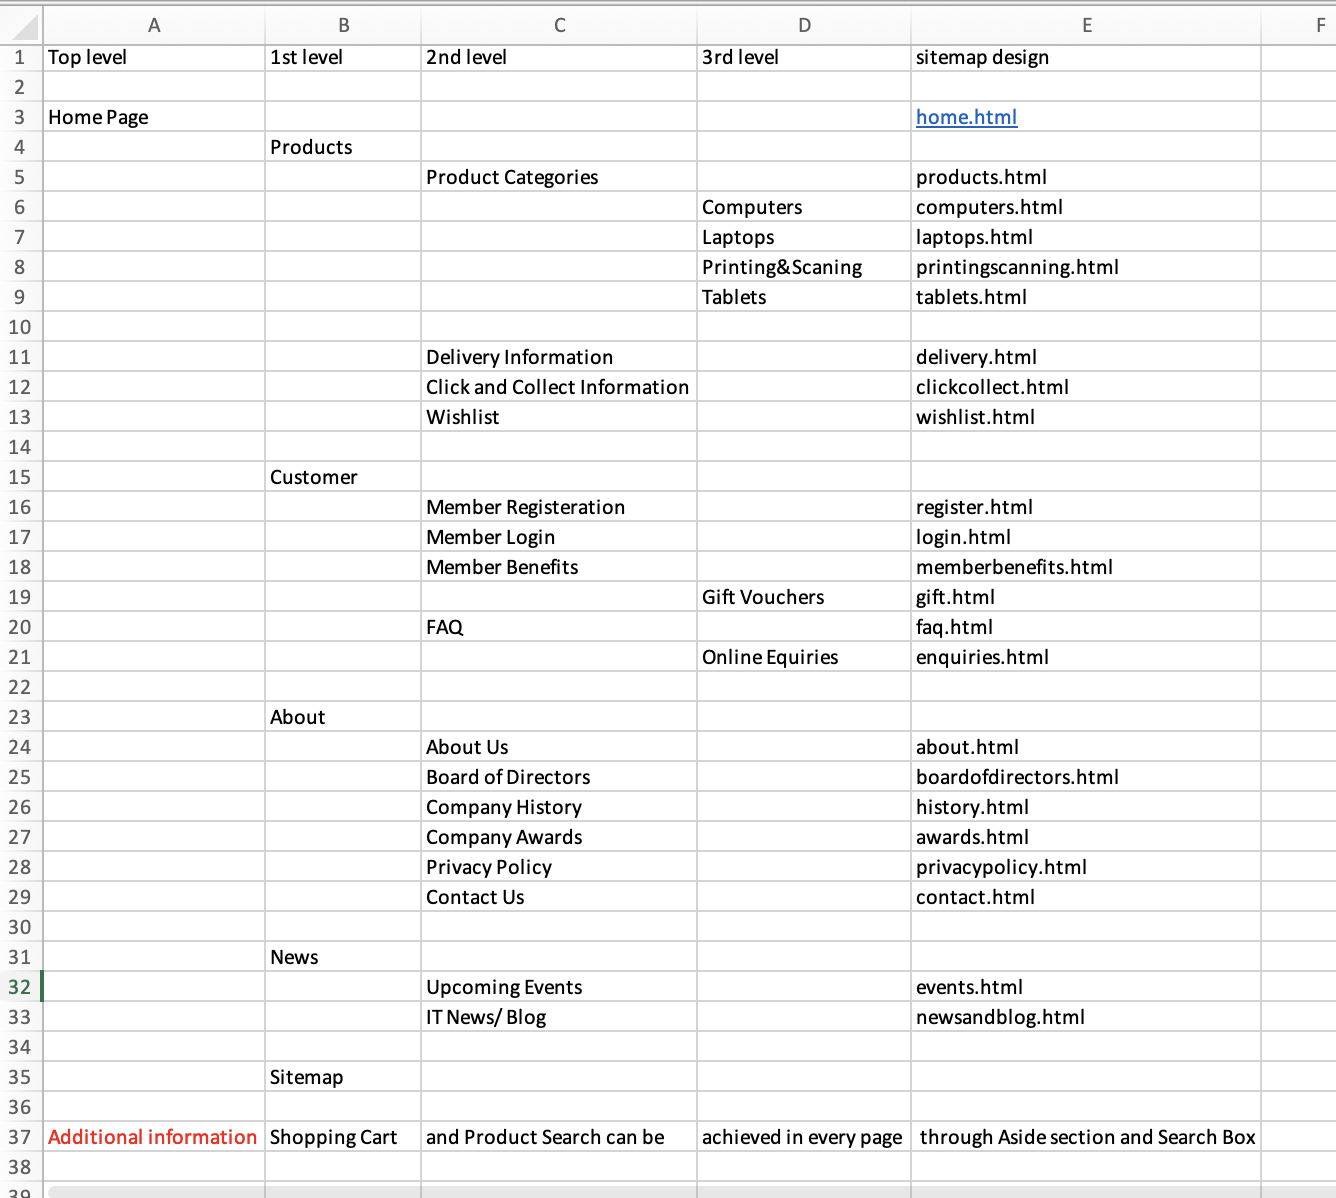 A B C D E F
1 Top level 1st level 2nd level 3rd level sitemap design
2
3 Home Page home.html
4 Products
5 Product Categories products.html
6 Computers computers.html
7 Laptops laptops.html
8 Printing&Scaning printingscanning.html
9 Tablets tablets.html
10
11 Delivery Information delivery.html
12 Click and Collect Information clickcollect.html
13 Wishlist wishlist.html
14
15 Customer
16 Member Registeration register.html
17 Member Login login.html
18 Member Benefits memberbenefits.html
19 Gift Vouchers gift.html
20 FAQ faq.html
21 Online Equiries enquiries.html
22
23 About
24 About Us about.html
25 Board of Directors boardofdirectors.html
26 Company History history.html
27 Company Awards awards.html
28 Privacy Policy privacypolicy.html
29 Contact Us contact.html
30
31 News
32 Upcoming Events events.html
33 IT News/ Blog newsandblog.html
34
35 Sitemap
36
37 Additional information Shopping Cart and Product Search can be achieved in every page through Aside section and Search Box
38
39